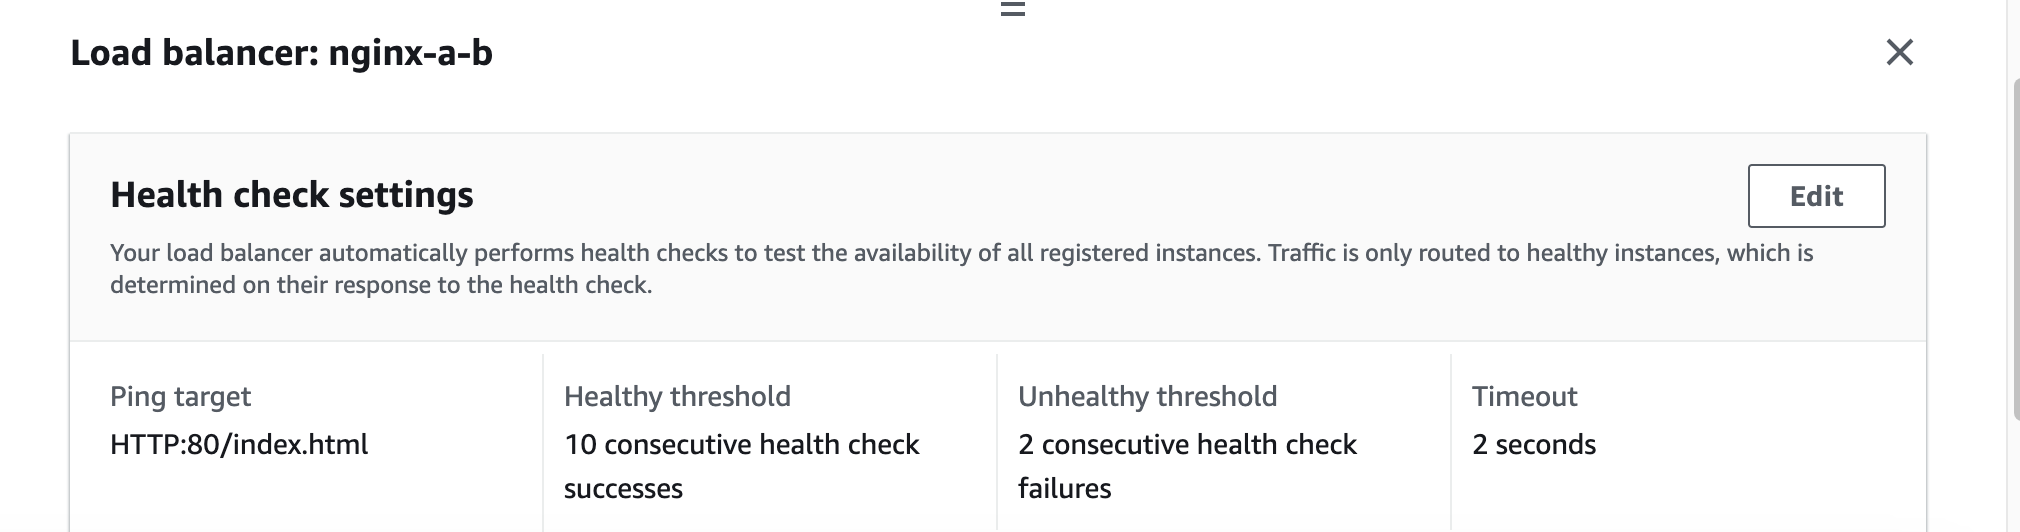 Load balancer: nginx-a-b
Health check settings
Edit
Your load balancer automatically performs health checks to test the availability of all registered instances. Traffic is only routed to healthy instances, which is
determined on their response to the health check.
Ping target
HTTP:80/index.html
Healthy threshold
10 consecutive health check
successes
Unhealthy threshold
2 consecutive health check
failures
Timeout
2 seconds